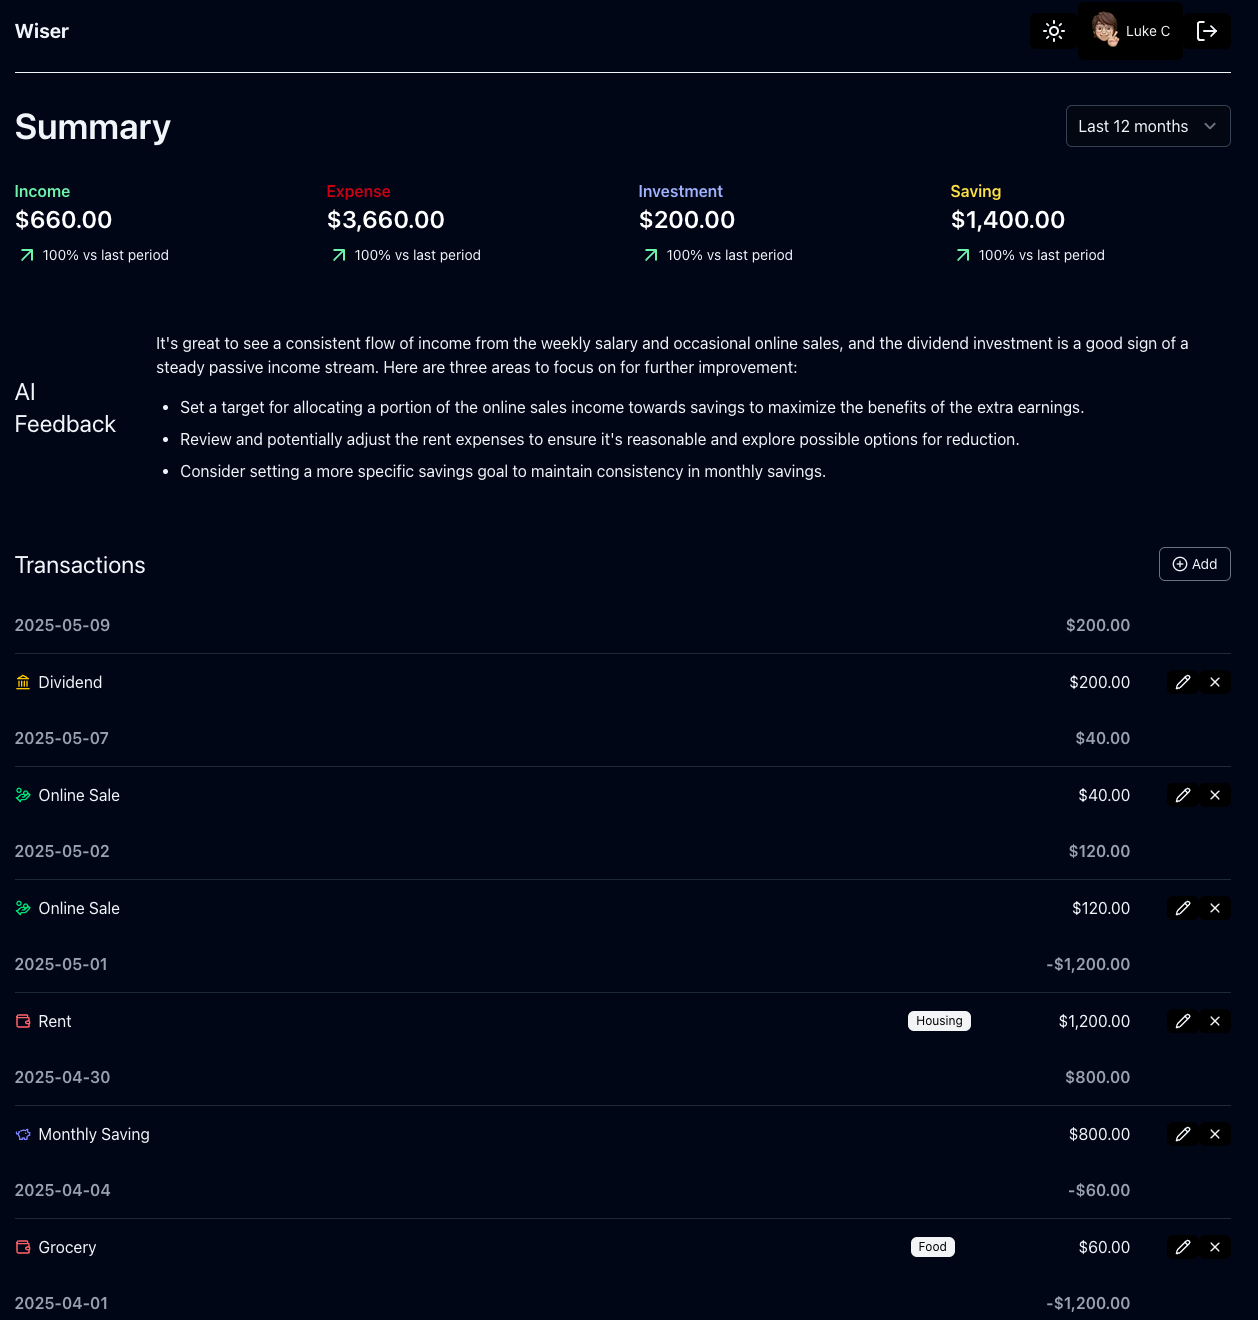 Wiser
Luke C
Summary
Last 12 months
Income
$660.00
100% vs last period
Expense
$3,660.00
100% vs last period
Investment
$200.00
100% vs last period
Saving
$1,400.00
100% vs last period
AI
Feedback
It's great to see a consistent flow of income from the weekly salary and occasional online sales, and the dividend investment is a good sign of a
steady passive income stream. Here are three areas to focus on for further improvement:
• Set a target for allocating a portion of the online sales income towards savings to maximize the benefits of the extra earnings.
• Review and potentially adjust the rent expenses to ensure it's reasonable and explore possible options for reduction.
• Consider setting a more specific savings goal to maintain consistency in monthly savings.
Transactions
Add
2025-05-09 $200.00
Dividend $200.00
2025-05-07 $40.00
Online Sale $40.00
2025-05-02 $120.00
Online Sale $120.00
2025-05-01 -$1,200.00
Rent Housing $1,200.00
2025-04-30 $800.00
Monthly Saving $800.00
2025-04-04 -$60.00
Grocery Food $60.00
2025-04-01 -$1,200.00